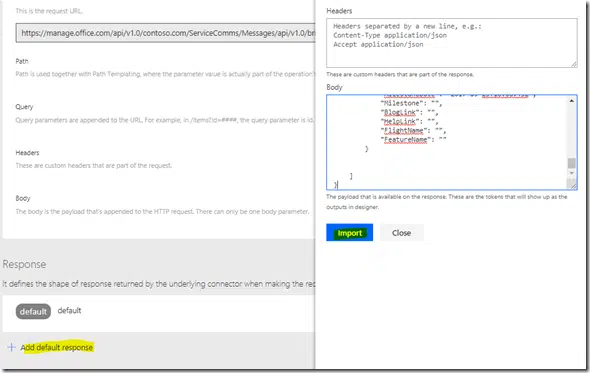 This is the request URL.
https://manage.office.com/api/v1.0/contoso.com/ServiceComms/Messages/api/v1.0/br
Path
Path is used together with Path Templating, where the parameter value is actually part of the operation'
Query
Query parameters are appended to the URL. For example, in /items?id=####, the query parameter is id.
Headers
These are custom headers that are part of the request.
Body
The body is the payload that's appended to the HTTP request. There can only be one body parameter.
Response
It defines the shape of response returned by the underlying connector when making the rec
default default
+ Add default response
Headers
Headers separated by a new line, e.g.:
Content-Type application/json
Accept application/json
These are custom headers that are part of the response.
Body
"Milestone": "",
"BlogLink": "",
"HelpLink": "",
"FlightName": "",
"FeatureName": ""
}
]
}
The payload that is available on the response. These are the tokens that will show up as the
outputs in designer.
Import Close